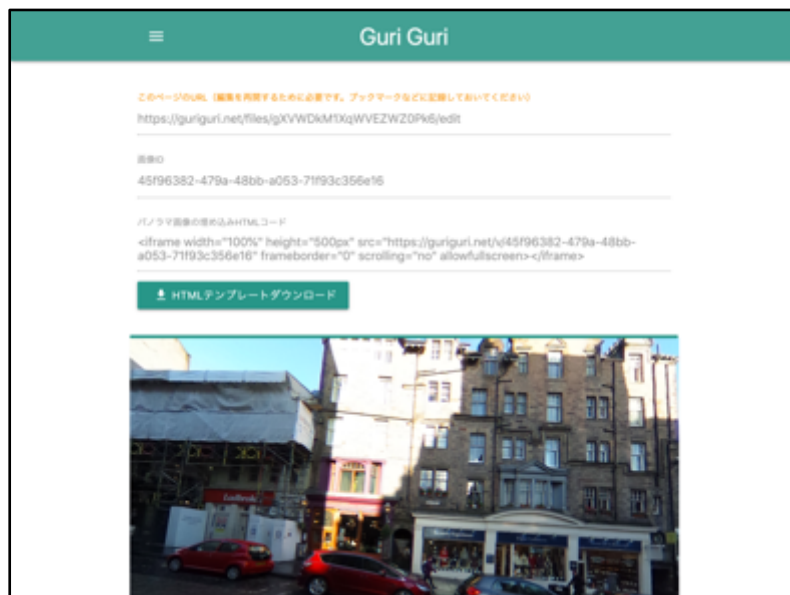 Guri Guri
このページのURL（編集を再開するために必要です。ブックマークなどに記録しておいてください）
https://guriguri.net/files/gXVWDkM1XqWVEZWZ0Pk6/edit
画像ID
45f96382-479a-48bb-a053-71f93c356e16
パノラマ画像の埋め込みHTMLコード
<iframe width="100%" height="500px" src="https://guriguri.net/v/45f96382-479a-48bb-
a053-71f93c356e16" frameborder="0" scrolling="no" allowfullscreen></iframe>
HTMLテンプレートダウンロード
Ladbrokes